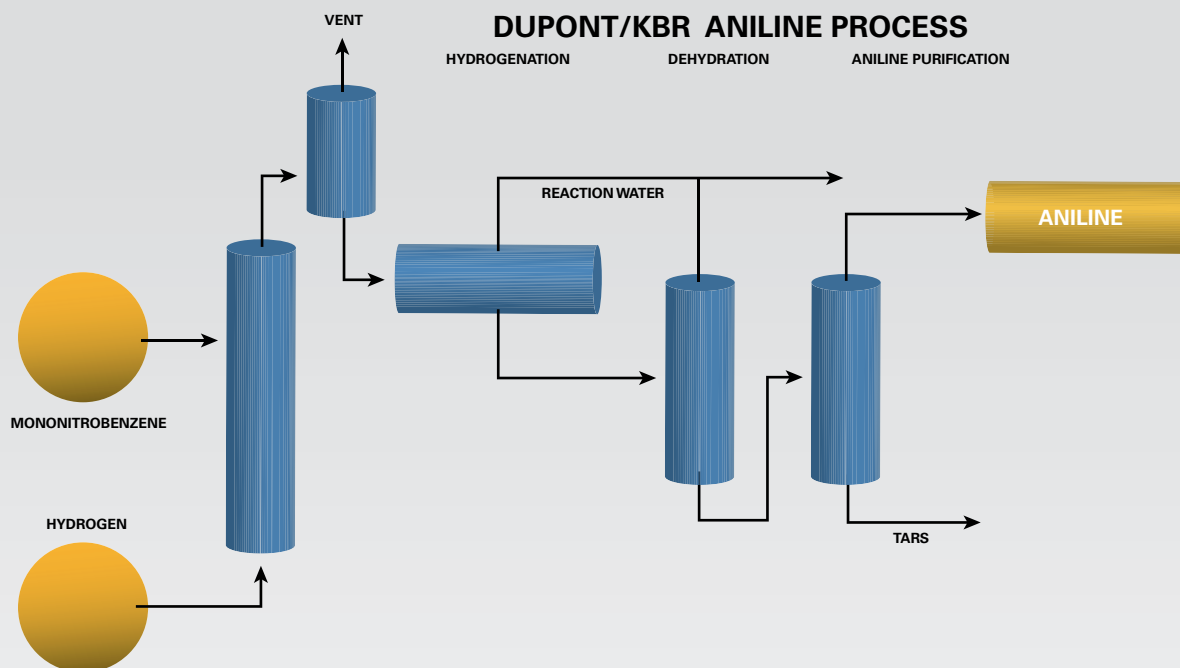 VENT
DUPONT/KBR ANILINE PROCESS
HYDROGENATION
DEHYDRATION
ANILINE PURIFICATION
REACTION WATER
ANILINE
MONONITROBENZENE
HYDROGEN
TARS